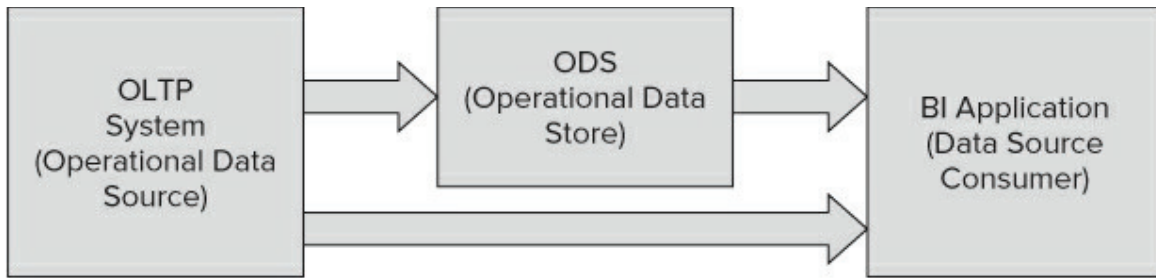 OLTP
System
(Operational Data
Source)
ODS
(Operational Data
Store)
BI Application
(Data Source
Consumer)